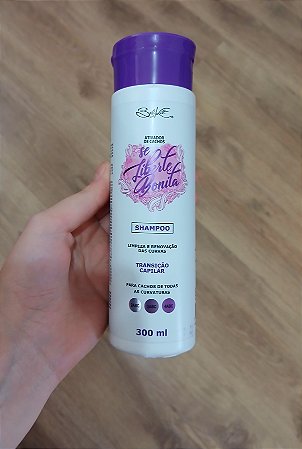 ATIVADOR
DE CACHOS
se
Liberte
Bonita
SHAMPOO
LIMPEZA E RENOVAÇÃO
DAS CURVAS
TRANSIÇÃO
CAPILAR
PARA CACHOS DE TODAS
AS CURVATURAS
300 ml